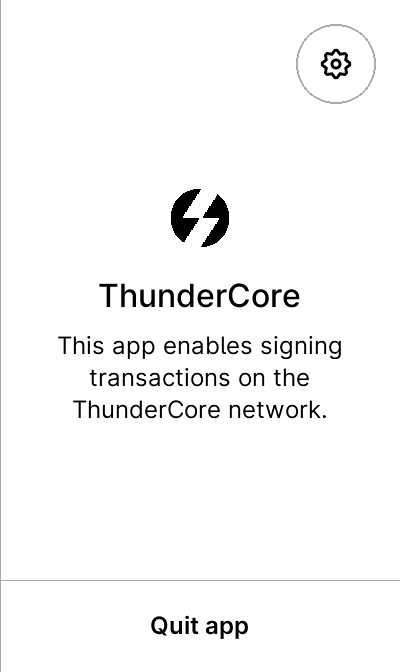 ThunderCore
This app enables signing
transactions on the
ThunderCore network.
Quit app